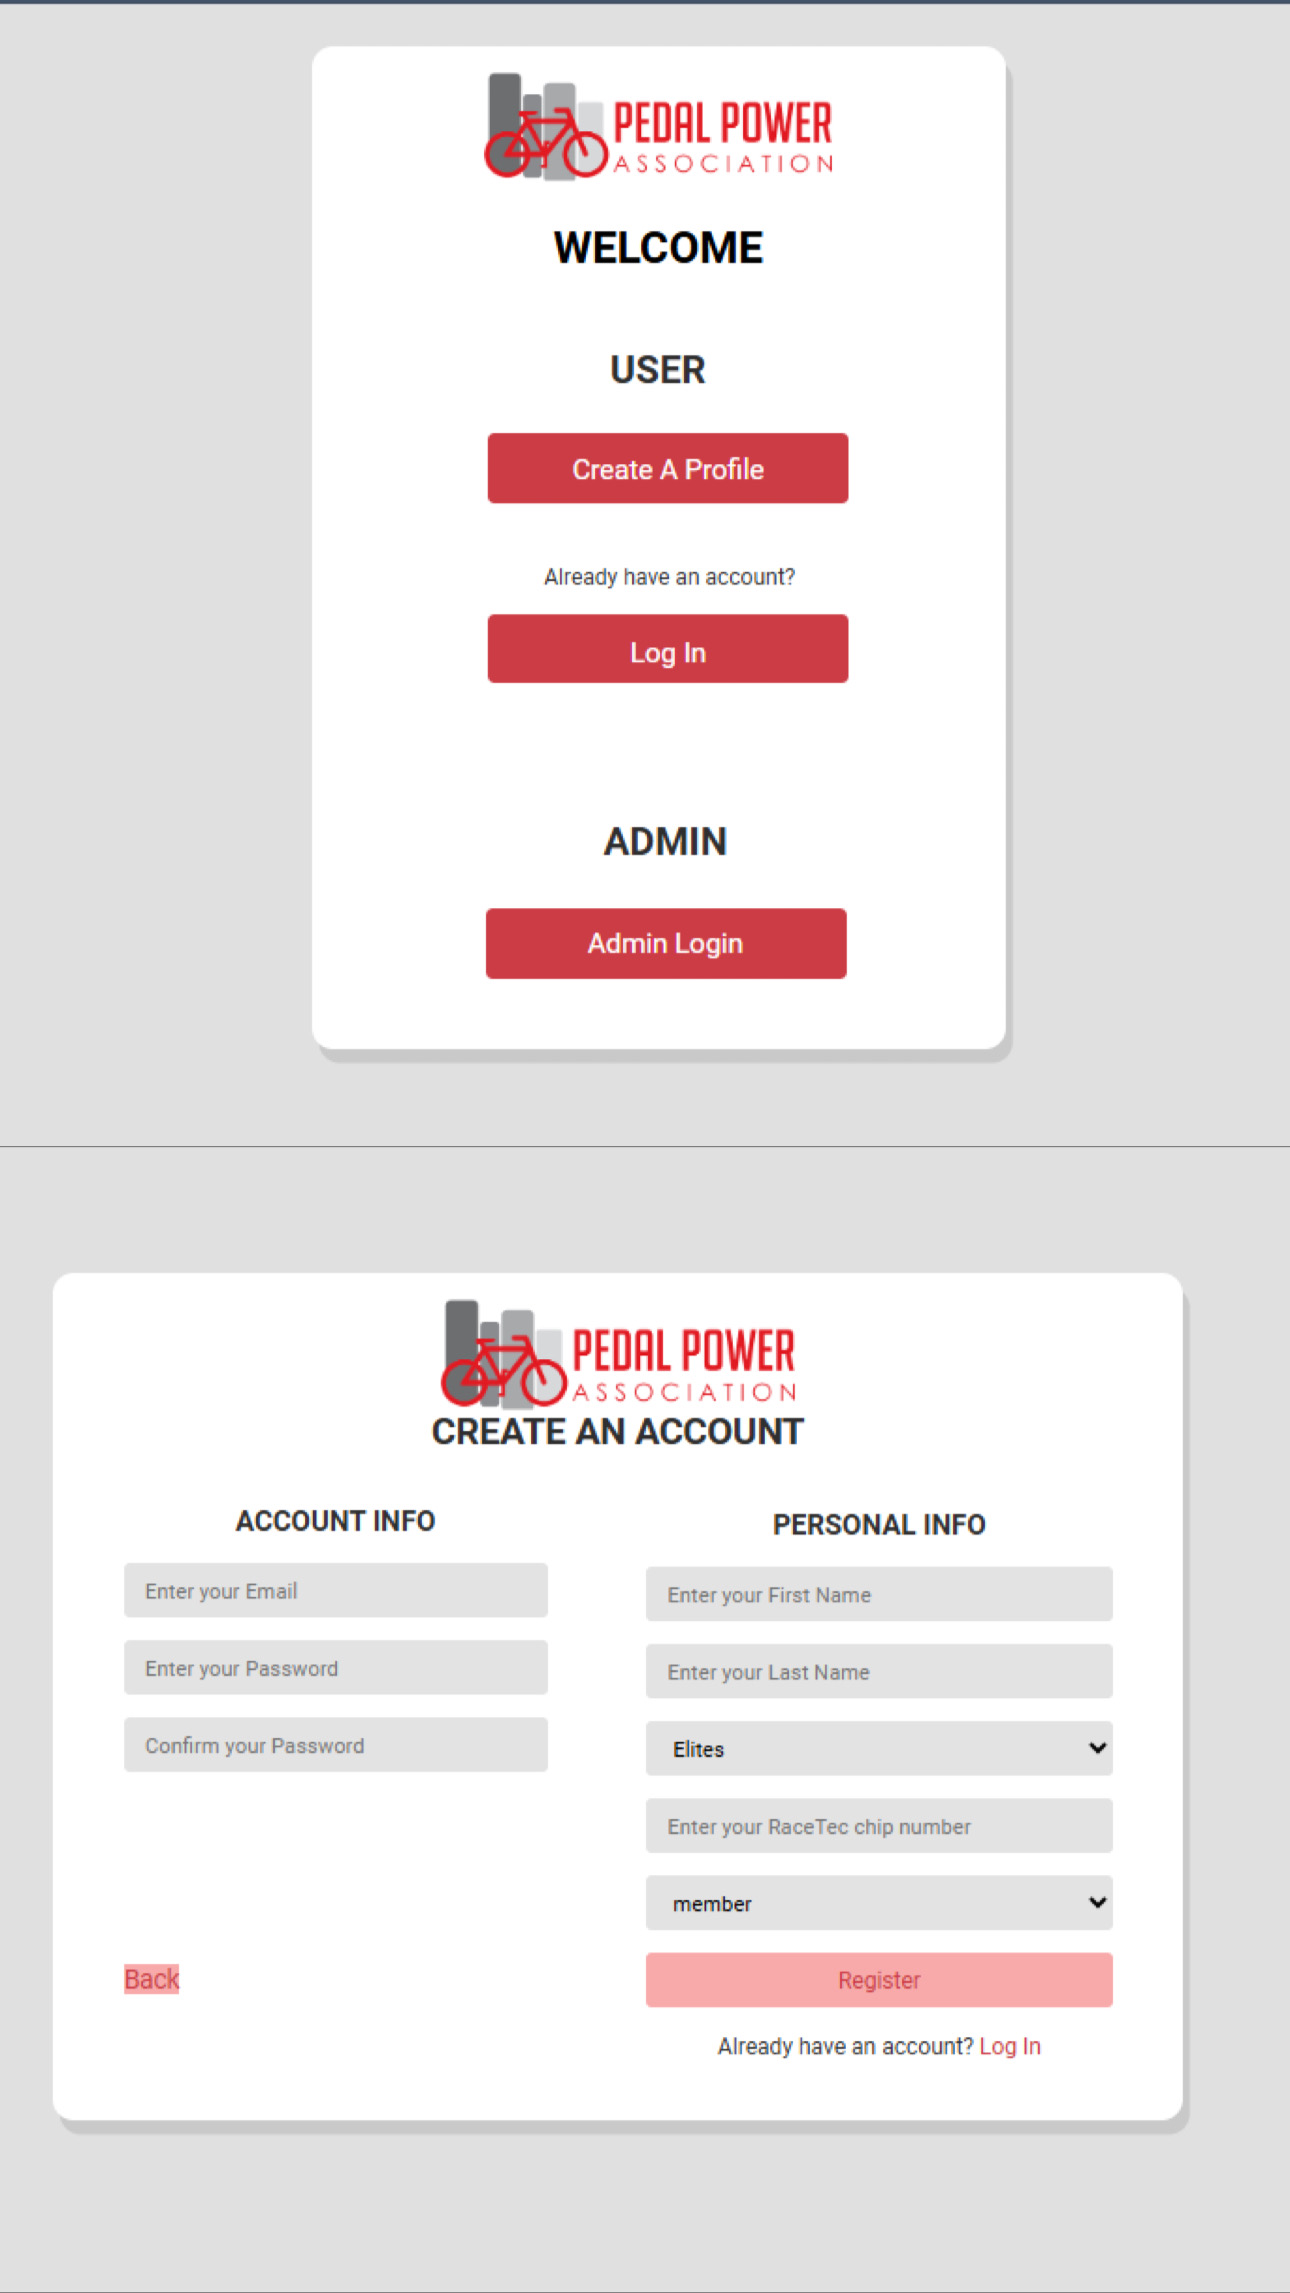 PEDAL POWER
ASSOCIATION
WELCOME
USER
Create A Profile
Already have an account?
Log In
ADMIN
Admin Login
PEDAL POWER
ASSOCIATION
CREATE AN ACCOUNT
ACCOUNT INFO
Enter your Email
Enter your Password
Confirm your Password
Back
PERSONAL INFO
Enter your First Name
Enter your Last Name
Elites
Enter your RaceTec chip number
member
Register
Already have an account? Log In